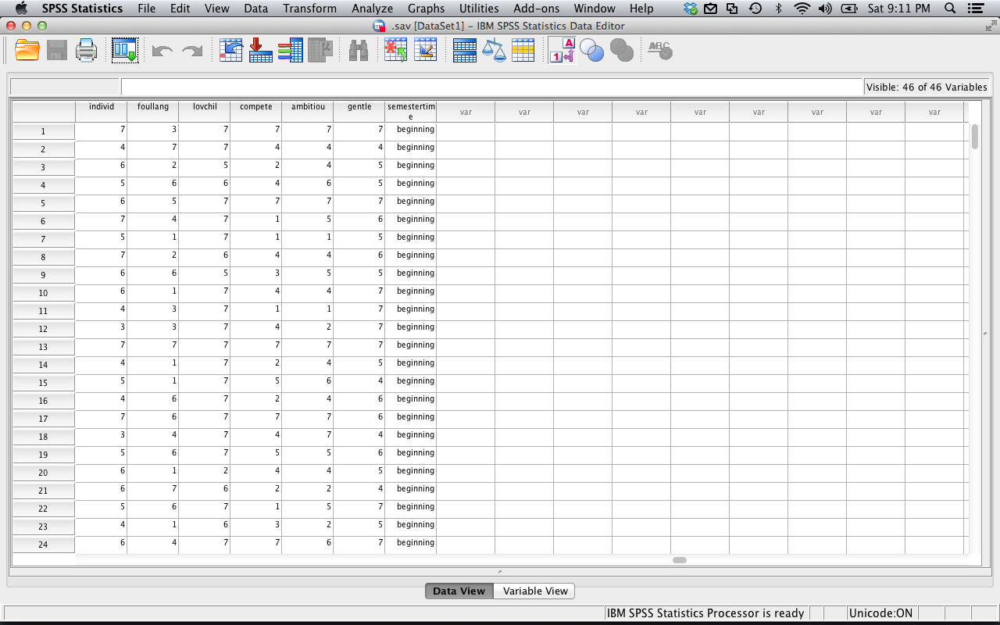 SPSS Statistics File Edit View Data Transform Analyze Graphs Utilities Add-ons Window Help Sat 9:11 PM
.sav [DataSet1] – IBM SPSS Statistics Data Editor
A
1
μ
ABC
Visible: 46 of 46 Variables
individ foullang lovchil compete ambitiou gentle semestertim
e
var var var var var var var var var
1 7 3 7 7 7 7 beginning
2 4 7 7 4 4 4 beginning
3 6 2 5 2 4 5 beginning
4 5 6 6 4 6 5 beginning
5 6 5 7 7 7 7 beginning
6 7 4 7 1 5 6 beginning
7 5 1 7 1 1 5 beginning
8 7 2 6 4 4 6 beginning
9 6 6 5 3 5 5 beginning
10 6 1 7 4 4 7 beginning
11 4 3 7 1 1 7 beginning
12 3 3 7 4 2 7 beginning
13 7 7 7 7 7 7 beginning
14 4 1 7 2 4 5 beginning
15 5 1 7 5 6 4 beginning
16 4 6 7 2 4 6 beginning
17 7 6 7 7 7 6 beginning
18 3 4 7 4 7 4 beginning
19 5 6 7 5 5 6 beginning
20 6 1 2 4 4 5 beginning
21 6 7 6 2 2 4 beginning
22 5 6 7 1 5 7 beginning
23 4 1 6 3 2 5 beginning
24 6 4 7 7 6 7 beginning
Data View Variable View
IBM SPSS Statistics Processor is ready Unicode:ON